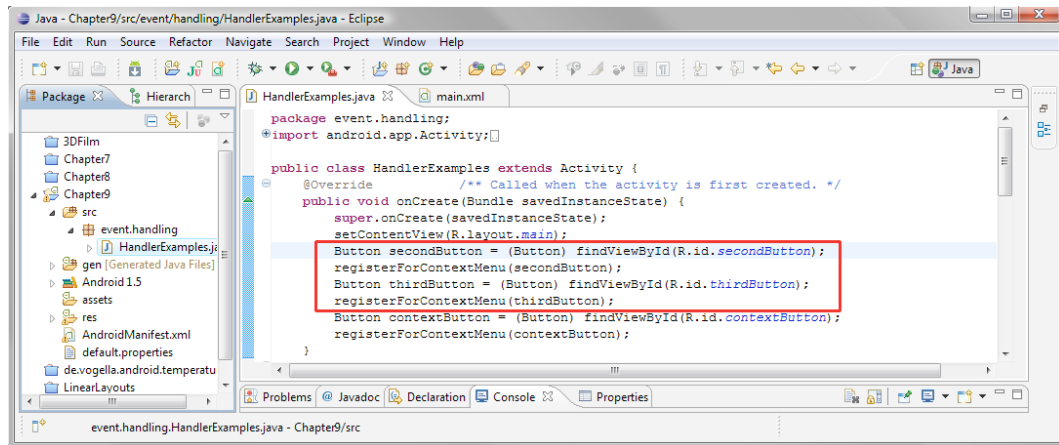 Java - Chapter9/src/event/handling/HandlerExamples.java - Eclipse
File Edit Run Source Refactor Navigate Search Project Window Help
Java
Package
Hierarch
HandlerExamples.java
main.xml
3DFilm
Chapter7
Chapter8
Chapter9
src
event.handling
HandlerExamples.ja
gen [Generated Java Files]
Android 1.5
assets
res
AndroidManifest.xml
default.properties
de.vogella.android.temperatu
LinearLayouts
package event.handling;
import android.app.Activity;
public class HandlerExamples extends Activity {
@Override /** Called when the activity is first created. */
public void onCreate(Bundle savedInstanceState) {
super.onCreate(savedInstanceState);
setContentView(R.layout.main);
Button secondButton = (Button) findViewById(R.id.secondButton);
registerForContextMenu(secondButton);
Button thirdButton = (Button) findViewById(R.id.thirdButton);
registerForContextMenu(thirdButton);
Button contextButton = (Button) findViewById(R.id.contextButton);
registerForContextMenu(contextButton);
}
Problems @ Javadoc Declaration Console Properties
event.handling.HandlerExamples.java - Chapter9/src